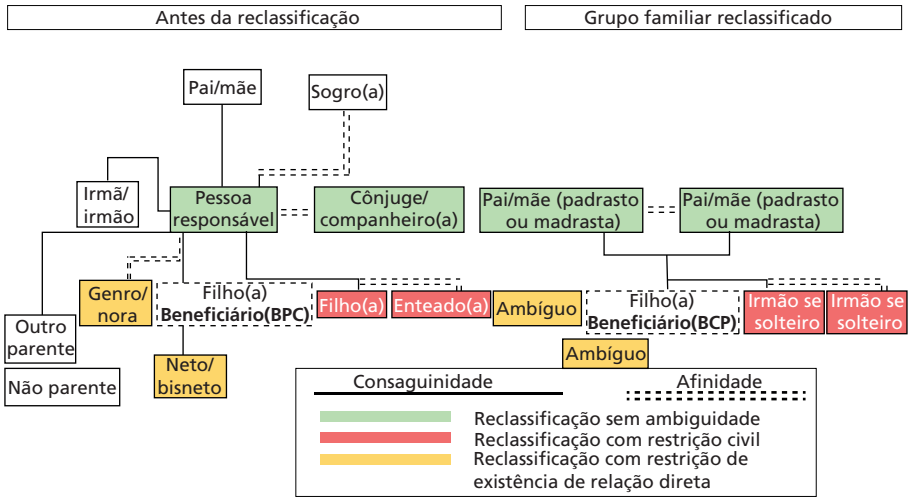 Antes da reclassificação
Grupo familiar reclassificado
Pai/mãe
Sogro(a)
Irmã/
irmão
Pessoa
responsável
Cônjuge/
companheiro(a)
Pai/mãe (padrasto
ou madrasta)
Pai/mãe (padrasto
ou madrasta)
Genro/
nora
Filho(a)
Beneficiário(BPC)
Filho(a)
Enteado(a)
Ambíguo
Filho(a)
Beneficiário(BCP)
Irmão se
solteiro
Irmão se
solteiro
Outro
parente
Não parente
Neto/
bisneto
Ambíguo
Consaguinidade
Afinidade
Reclassificação sem ambiguidade
Reclassificação com restrição civil
Reclassificação com restrição de
existência de relação direta